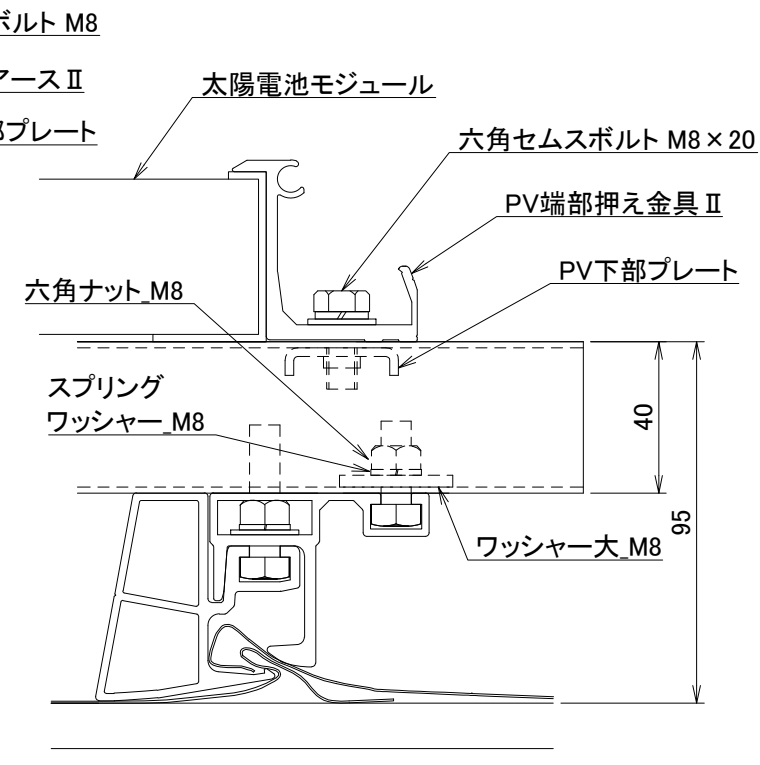 ボルト M8
アースⅡ
部プレート
太陽電池モジュール
六角セムスボルト M8×20
PV端部押え金具Ⅱ
PV下部プレート
六角ナット_M8
スプリング
ワッシャー_M8
40
95
ワッシャー大_M8